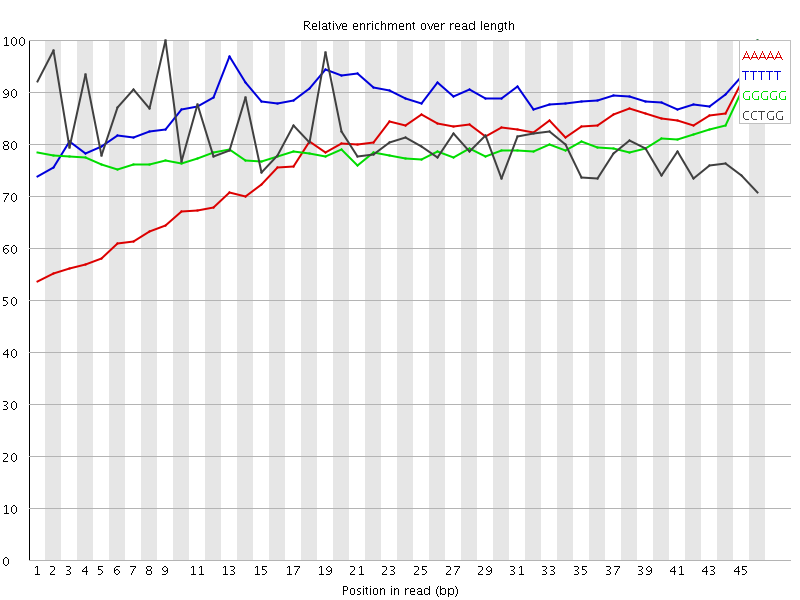 Relative enrichment over read length
100
90
80
70
60
50
40
30
20
10
0
AAAAA
TTTTT
GGGGG
CCTGG
1 2 3 4 5 6 7 8 9 11 13 15 17 19 21 23 25 27 29 31 33 35 37 39 41 43 45
Position in read (bp)